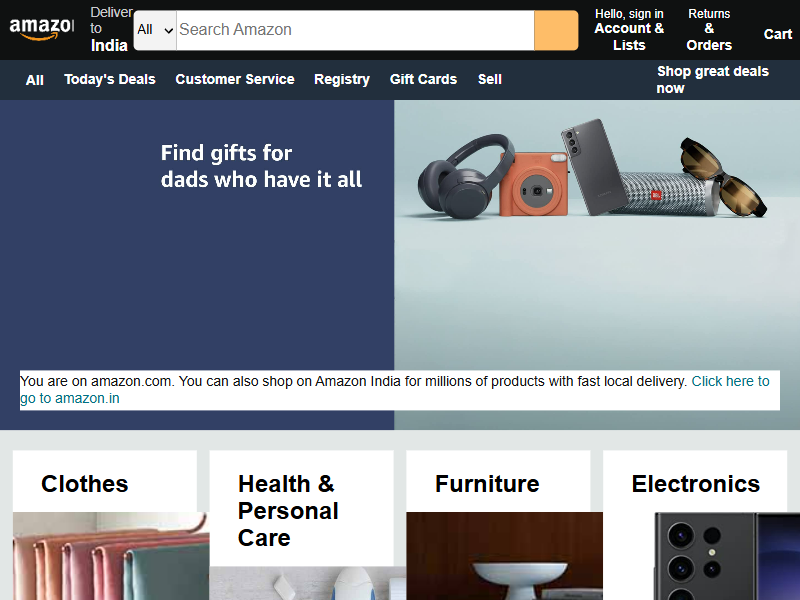 amazo
Deliver
to
India
All
Search Amazon
Hello, sign in
Account &
Lists
Returns
&
Orders
Cart
All
Today's Deals
Customer Service
Registry
Gift Cards
Sell
Shop great deals
now
Find gifts for
dads who have it all
You are on amazon.com. You can also shop on Amazon India for millions of products with fast local delivery. Click here to
go to amazon.in
Clothes
Health &
Personal
Care
Furniture
Electronics